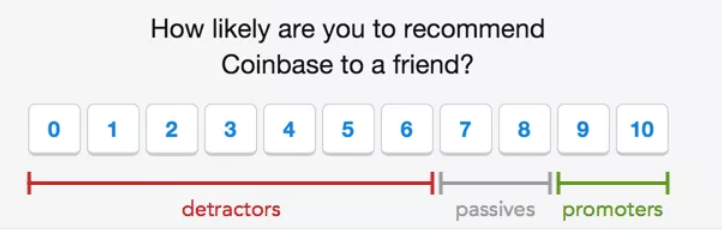 How likely are you to recommend
Coinbase to a friend?
0 1 2 3 4 5 6 7 8 9 10
detractors passives promoters